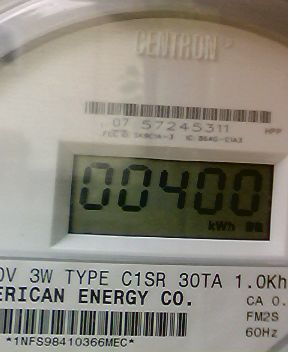 CENTRON
07 57245311 HPP
00400
kWh
0V 3W TYPE C1SR 30TA 1.0Kh
ERICAN ENERGY CO. CA 0.
FM2S
60Hz
*1NFS98410366MEC*